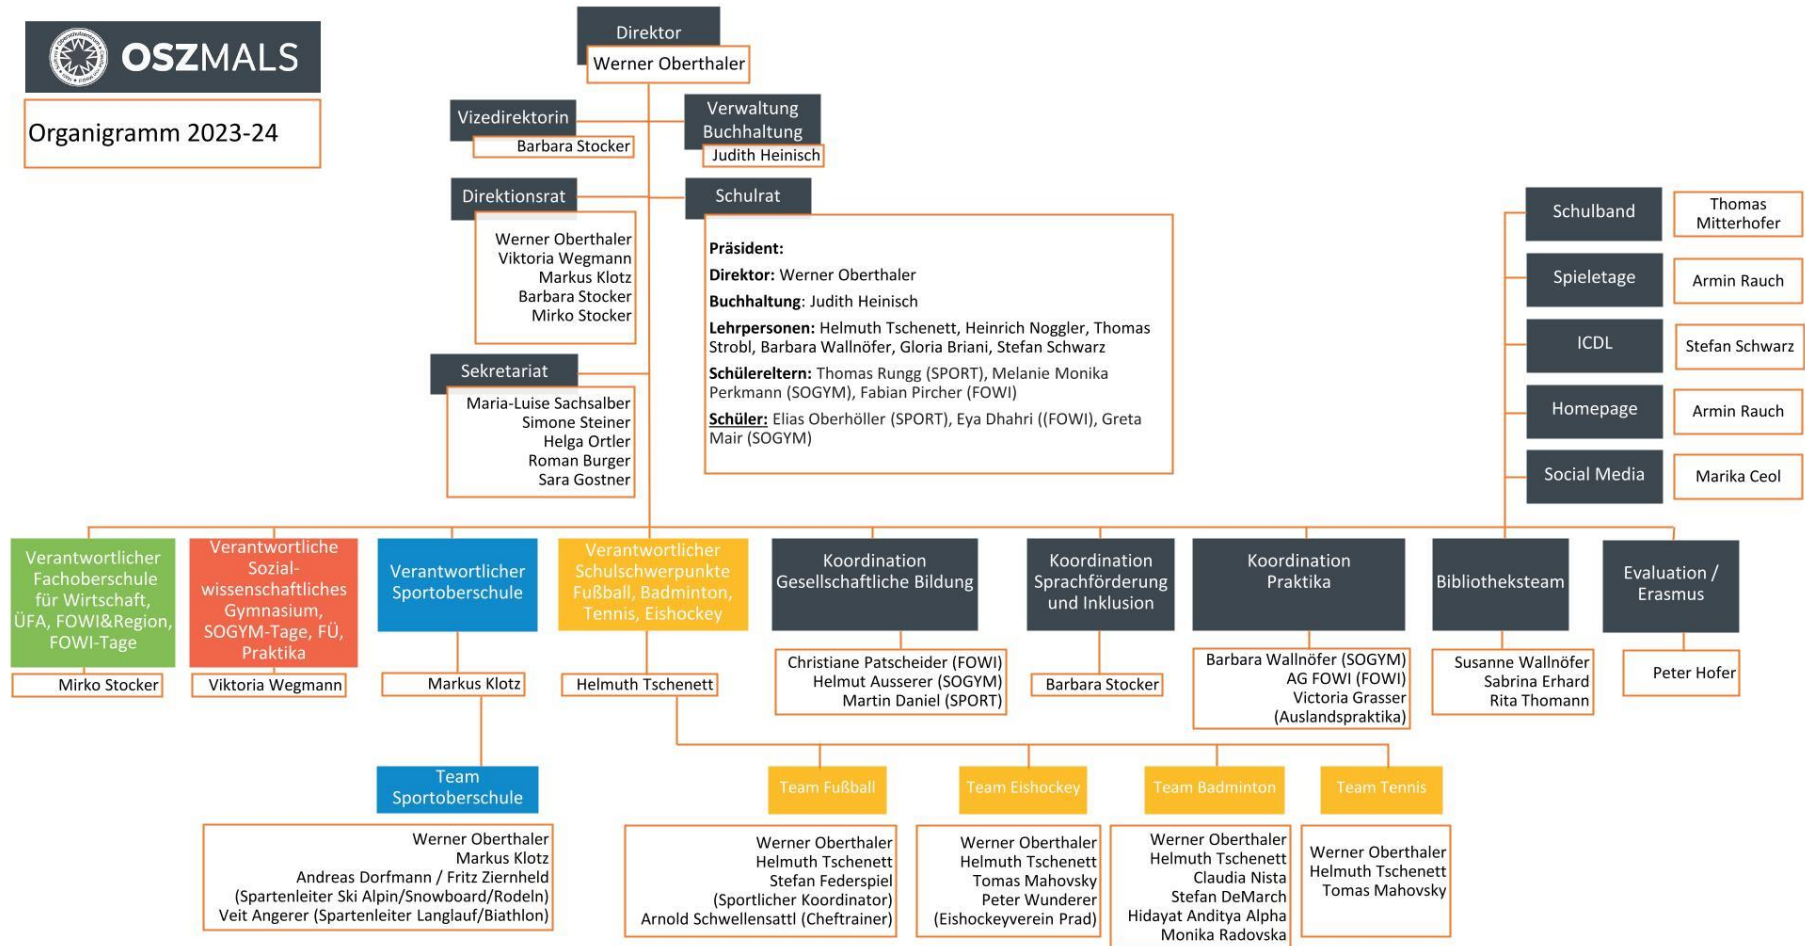 OSZMALS
Organigramm 2023-24
Direktor
Werner Oberthaler
Vizedirektorin
Barbara Stocker
Verwaltung
Buchhaltung
Judith Heinisch
Direktionsrat
Werner Oberthaler
Viktoria Wegmann
Markus Klotz
Barbara Stocker
Mirko Stocker
Schulrat
Präsident:
Direktor: Werner Oberthaler
Buchhaltung: Judith Heinisch
Lehrpersonen: Helmuth Tschenett, Heinrich Noggler, Thomas
Strobl, Barbara Wallnöfer, Gloria Briani, Stefan Schwarz
Schülereltern: Thomas Rungg (SPORT), Melanie Monika
Perkmann (SOGYM), Fabian Pircher (FOWI)
Schüler: Elias Oberhöller (SPORT), Eya Dhahri ((FOWI), Greta
Mair (SOGYM)
Sekretariat
Maria-Luise Sachsalber
Simone Steiner
Helga Ortler
Roman Burger
Sara Gostner
Schulband
Thomas
Mitterhofer
Spieletage
Armin Rauch
ICDL
Stefan Schwarz
Homepage
Armin Rauch
Social Media
Marika Ceol
Verantwortlicher
Fachoberschule
für Wirtschaft,
ÜFA, FOWI&Region,
FOWI-Tage
Mirko Stocker
Verantwortliche
Sozial-
wissenschaftliches
Gymnasium,
SOGYM-Tage, FÜ,
Praktika
Viktoria Wegmann
Verantwortlicher
Sportoberschule
Markus Klotz
Verantwortlicher
Schulschwerpunkte
Fußball, Badminton,
Tennis, Eishockey
Helmuth Tschenett
Koordination
Gesellschaftliche Bildung
Christiane Patscheider (FOWI)
Helmut Ausserer (SOGYM)
Martin Daniel (SPORT)
Koordination
Sprachförderung
und Inklusion
Barbara Stocker
Koordination
Praktika
Barbara Wallnöfer (SOGYM)
AG FOWI (FOWI)
Victoria Grasser
(Auslandspraktika)
Bibliotheksteam
Susanne Wallnöfer
Sabrina Erhard
Rita Thomann
Evaluation /
Erasmus
Peter Hofer
Team
Sportoberschule
Werner Oberthaler
Markus Klotz
Andreas Dorfmann / Fritz Ziernheld
(Spartenleiter Ski Alpin/Snowboard/Rodeln)
Veit Angerer (Spartenleiter Langlauf/Biathlon)
Team Fußball
Werner Oberthaler
Helmuth Tschenett
Stefan Federspiel
(Sportlicher Koordinator)
Arnold Schwellensattl (Cheftrainer)
Team Eishockey
Werner Oberthaler
Helmuth Tschenett
Tomas Mahovsky
Peter Wunderer
(Eishockeyverein Prad)
Team Badminton
Werner Oberthaler
Helmuth Tschenett
Claudia Nista
Stefan DeMarch
Hidayat Anditya Alpha
Monika Radovska
Team Tennis
Werner Oberthaler
Helmuth Tschenett
Tomas Mahovsky